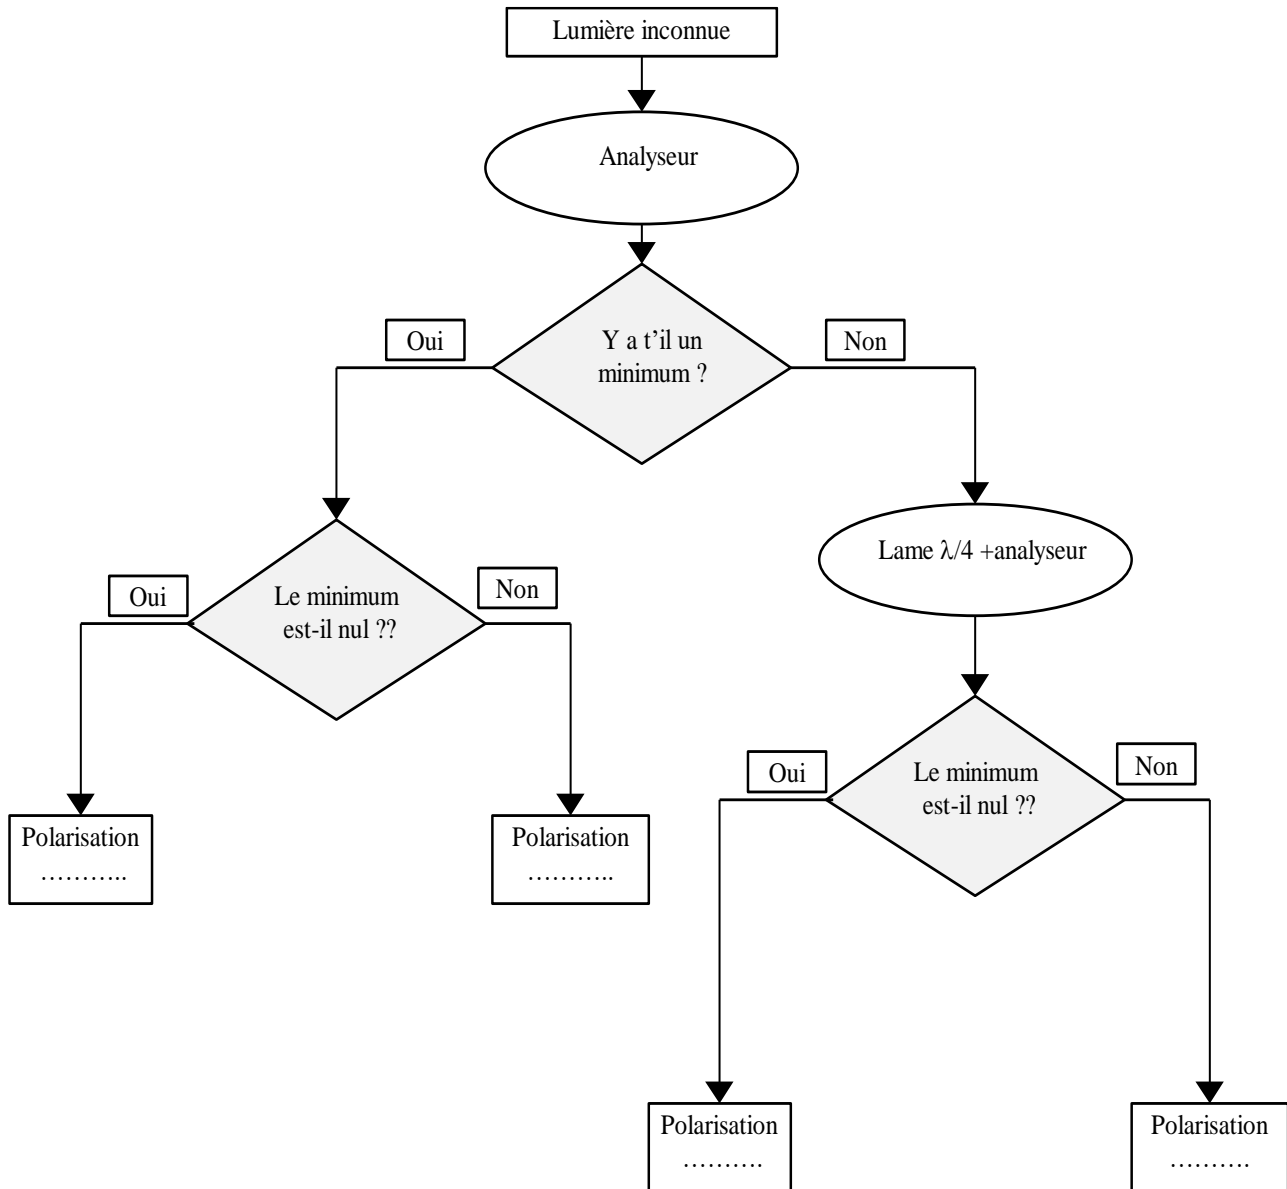 Lumière inconnue
Analyseur
Oui
Y a t'il un
minimum ?
Non
Lame λ/4 +analyseur
Oui
Le minimum
est-il nul ??
Non
Oui
Le minimum
est-il nul ??
Non
Polarisation
………..
Polarisation
………..
Polarisation
……….
Polarisation
……….